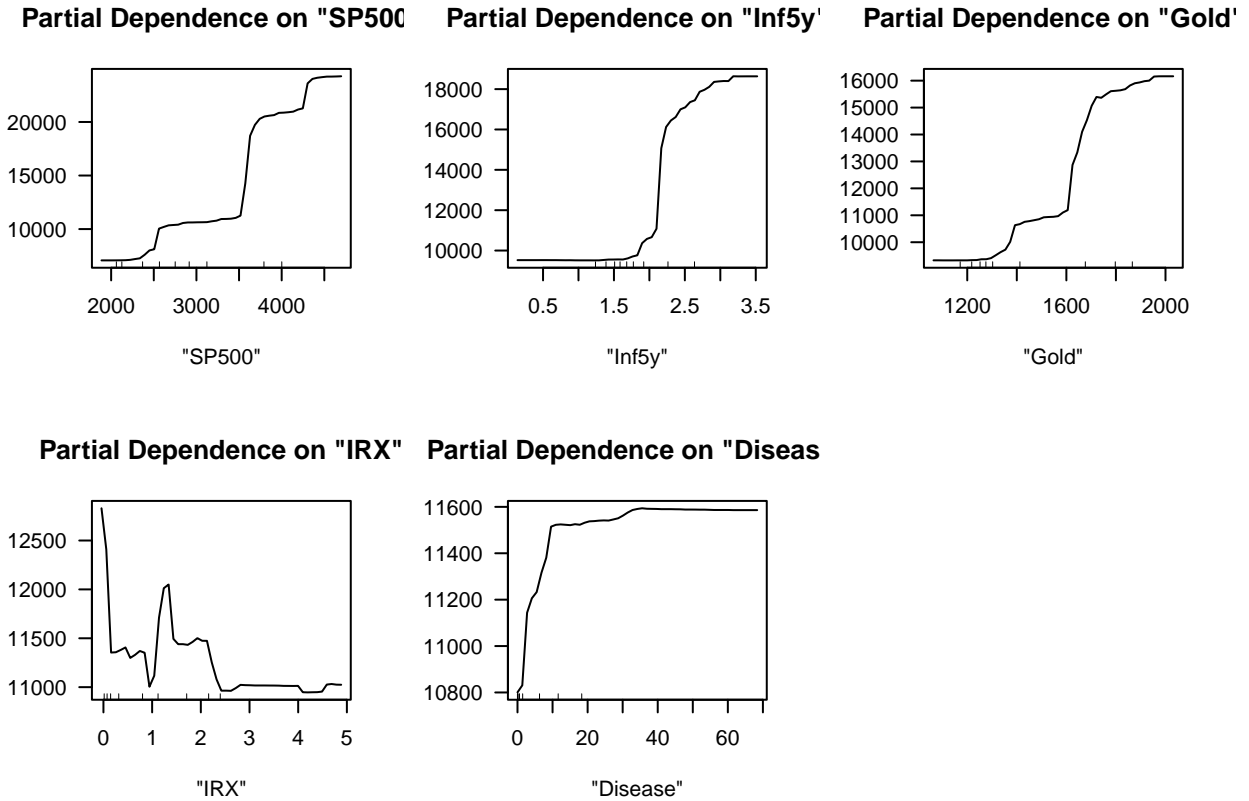 Partial Dependence on "SP500
20000
15000
10000
2000 3000 4000
"SP500"
Partial Dependence on "Inf5y"
18000
16000
14000
12000
10000
0.5 1.5 2.5 3.5
"Inf5y"
Partial Dependence on "Gold"
16000
15000
14000
13000
12000
11000
10000
1200 1600 2000
"Gold"
Partial Dependence on "IRX"
12500
12000
11500
11000
0 1 2 3 4 5
"IRX"
Partial Dependence on "Diseas
11600
11400
11200
11000
10800
0 20 40 60
"Disease"